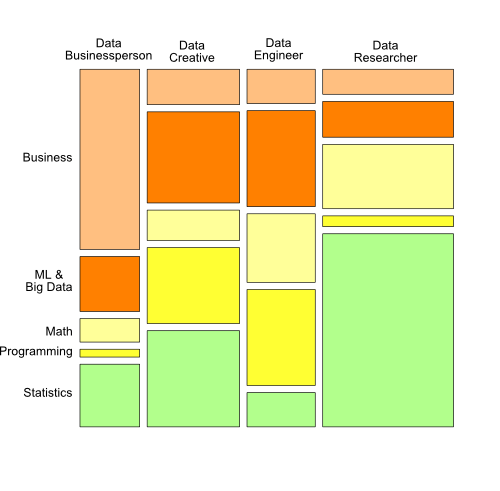 Data
Businessperson
Data
Creative
Data
Engineer
Data
Researcher
Business
ML &
Big Data
Math
Programming
Statistics